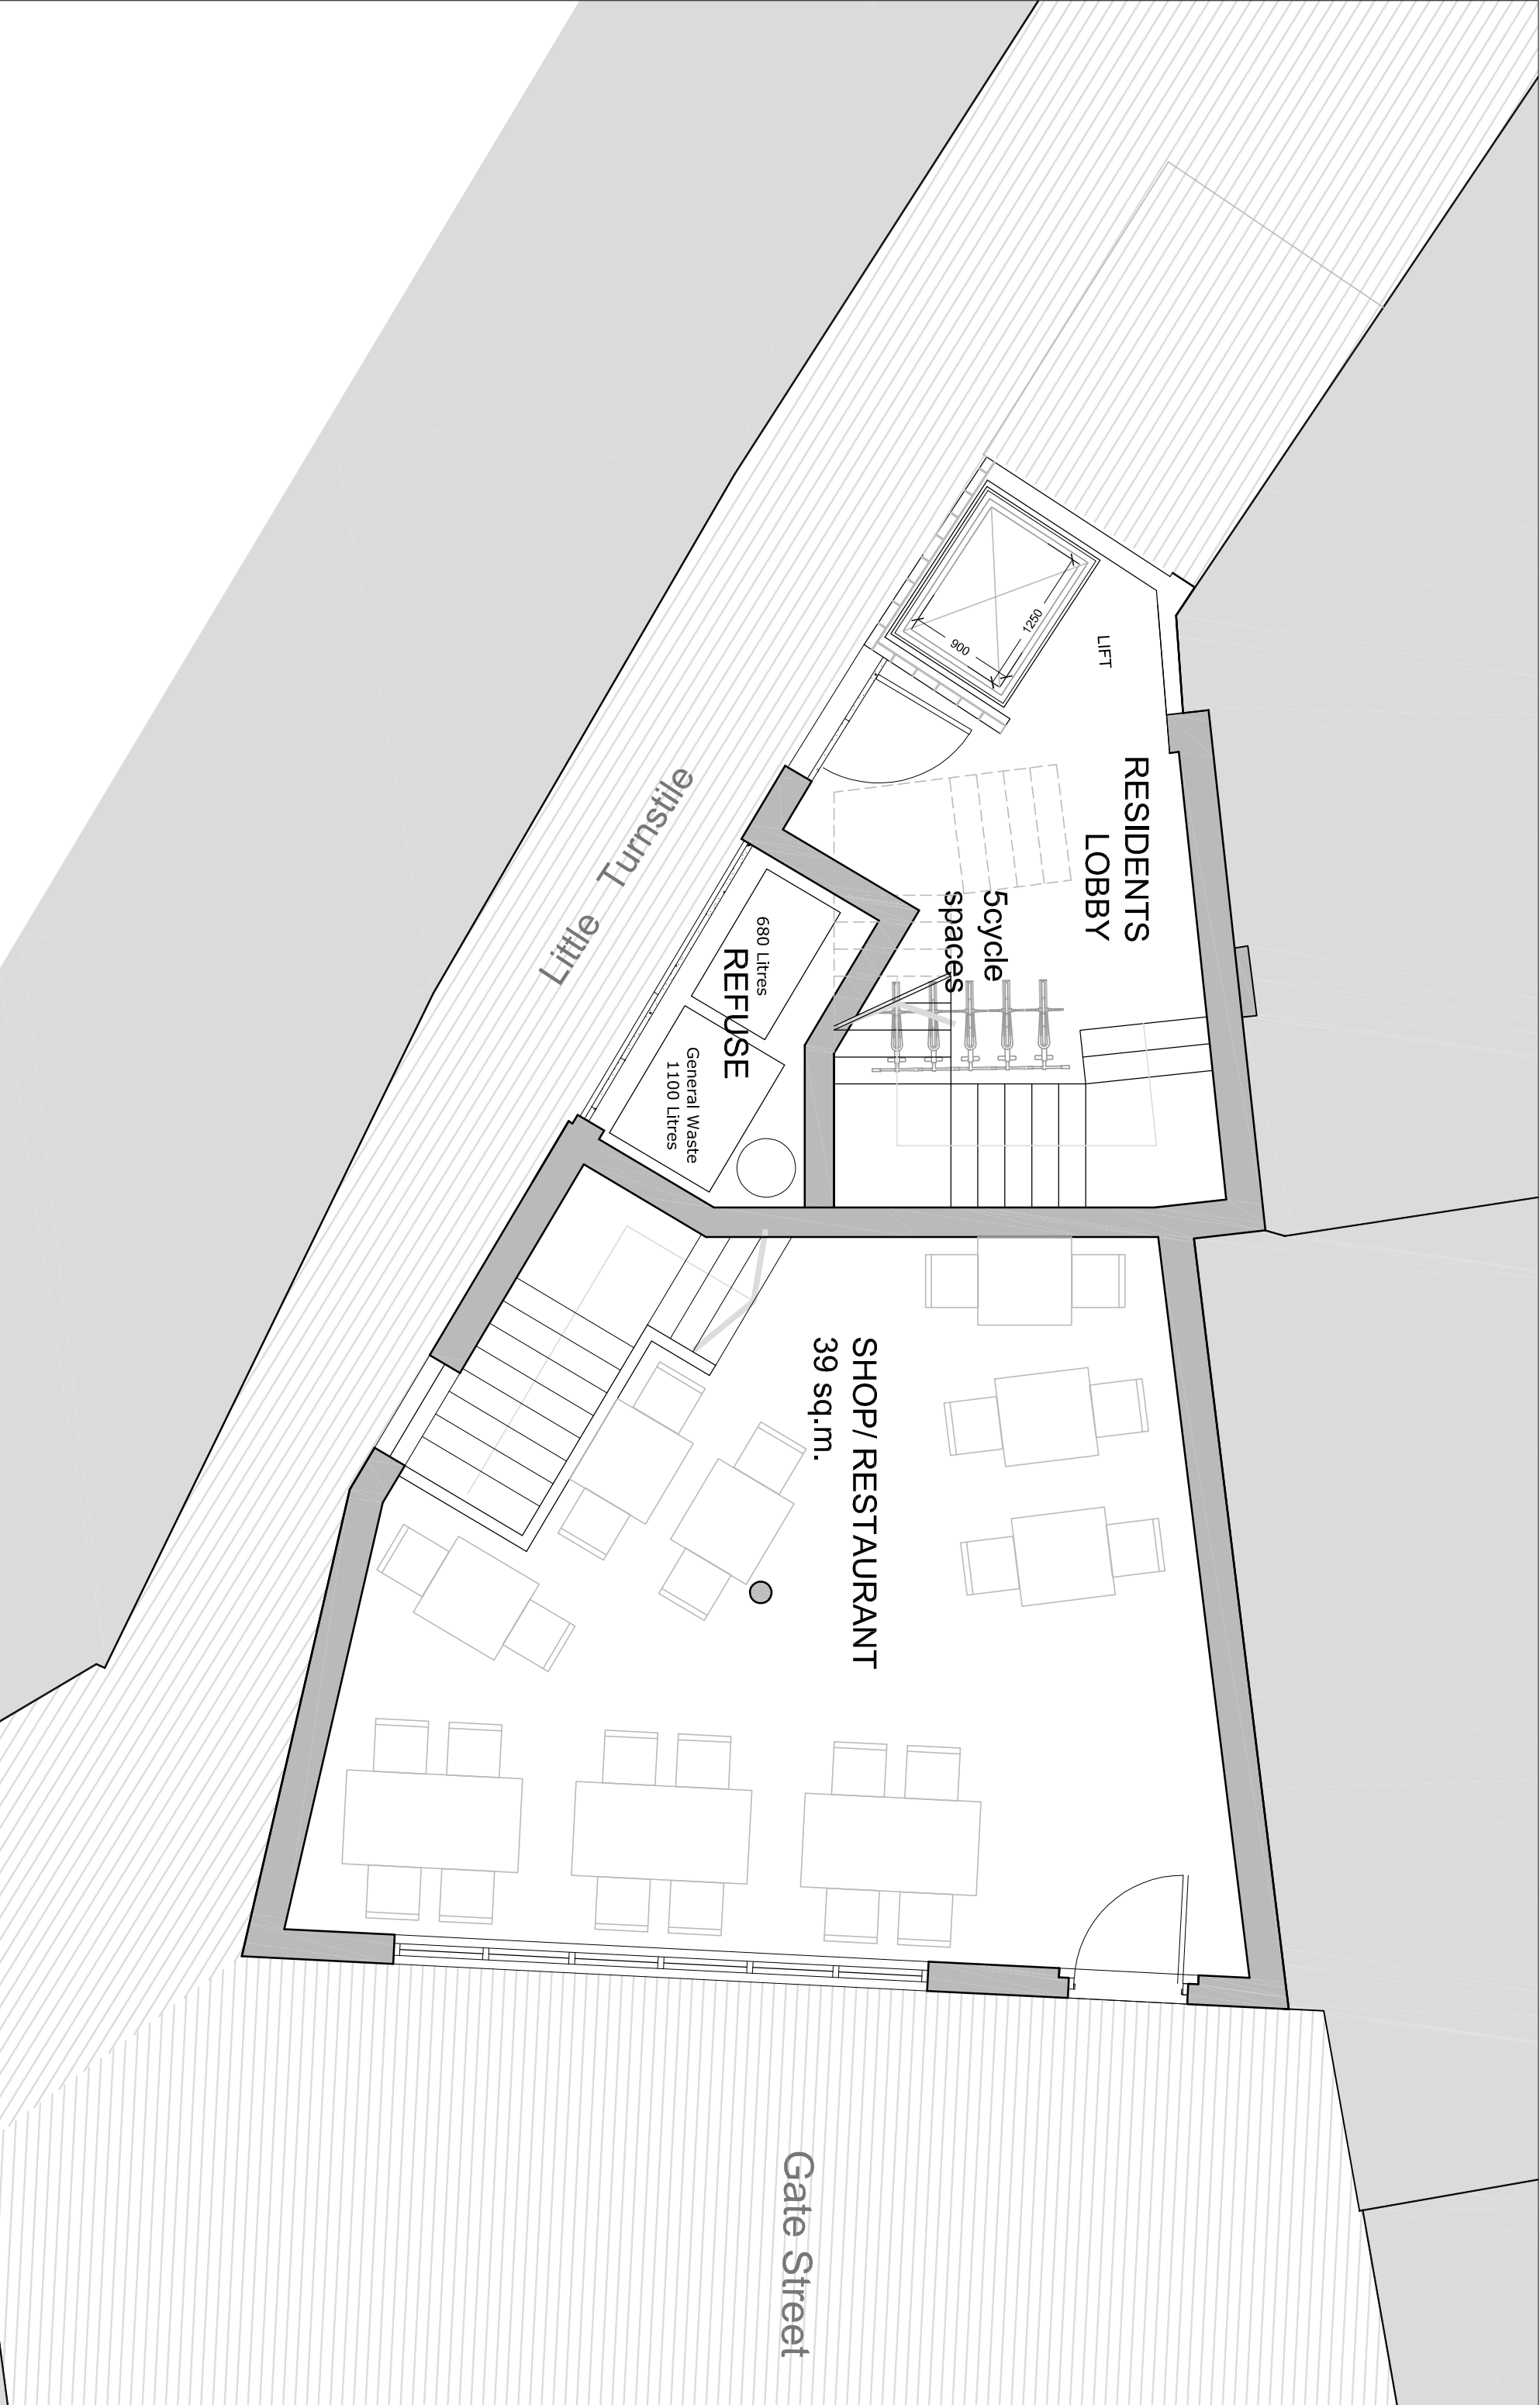 1250
900
LIFT
RESIDENTS
LOBBY
5cycle
spaces
680 Litres
REFUSE
General Waste
1100 Litres
Little Turnstile
SHOP/ RESTAURANT
39 sq.m.
Gate Street